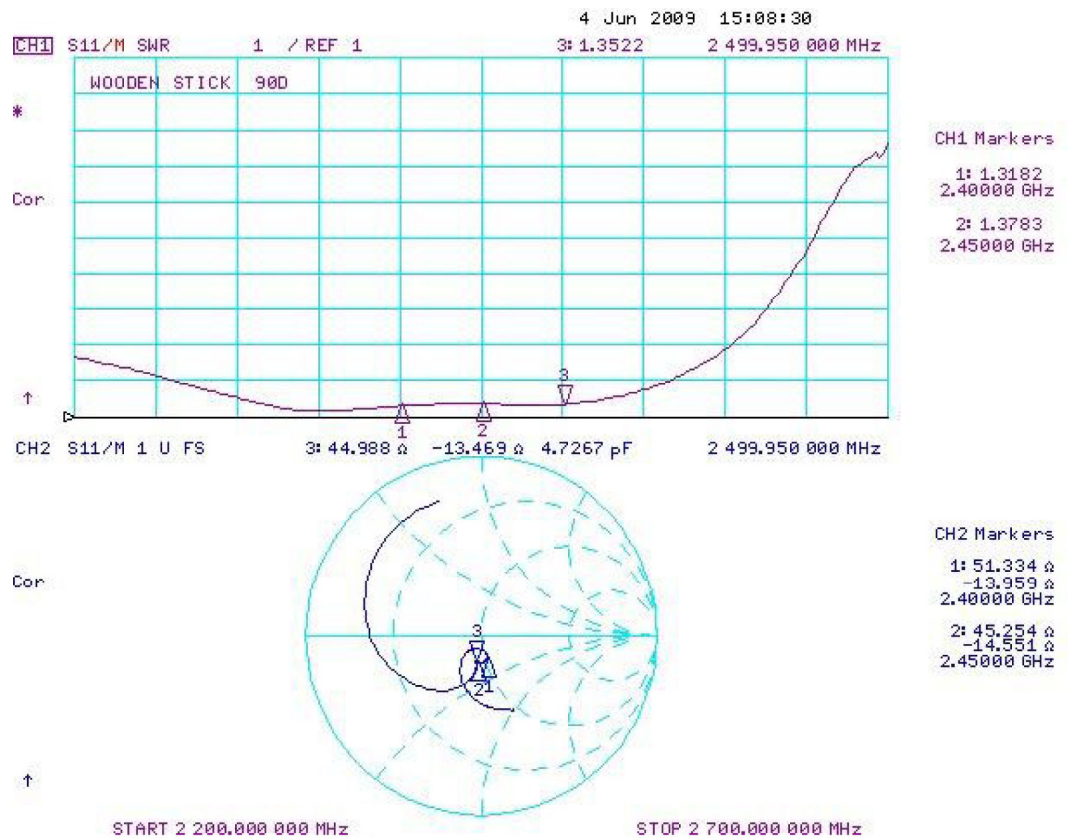 4 Jun 2009 15:08:30
CH1 S11/M SWR 1 / REF 1 3: 1.3522 2 499.950 000 MHz
WOODEN STICK 90D
*
CH1 Markers
1: 1.3182
2.40000 GHz
Cor
2: 1.3783
2.45000 GHz
↑
3
1 2
CH2 S11/M 1 U FS 3: 44.988 Ω -13.469 Ω 4.7267 pF 2 499.950 000 MHz
CH2 Markers
1: 51.334 Ω
-13.959 Ω
2.40000 GHz
Cor
2: 45.254 Ω
-14.551 Ω
2.45000 GHz
3
1
2
↑
START 2 200.000 000 MHz STOP 2 700.000 000 MHz